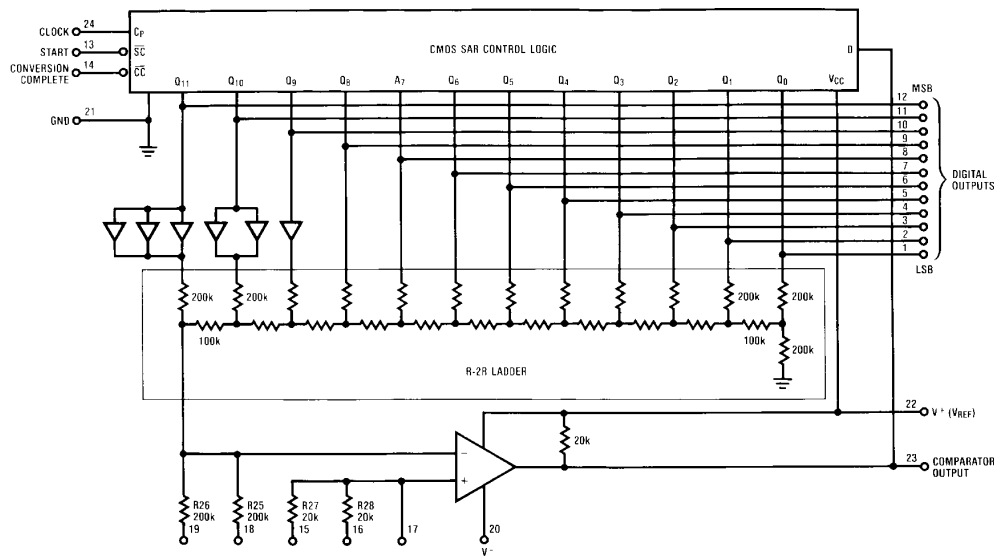 CLOCK
24
CP
START
13
SC
CONVERSION
COMPLETE
14
CC
CMOS SAR CONTROL LOGIC
D
Q11
Q10
Q9
Q8
A7
Q6
Q5
Q4
Q3
Q2
Q1
Q0
VCC
GND
21
MSB
12
11
10
9
8
7
6
5
4
3
2
1
LSB
DIGITAL
OUTPUTS
200k
200k
200k
200k
100k
100k
200k
R-2R LADDER
22
V+ (VREF)
20k
23
COMPARATOR
OUTPUT
−
+
R26
200k
19
R25
200k
18
R27
20k
15
R28
20k
16
17
20
V−